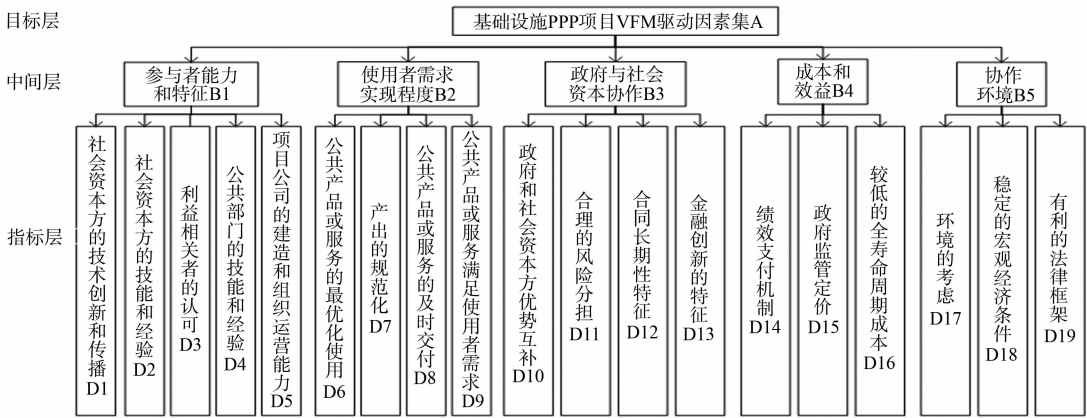 目标层
基础设施PPP项目VFM驱动因素集A
中间层
参与者能力
和特征B1
使用者需求
实现程度B2
政府与社会
资本协作B3
成本和
效益B4
协作
环境B5
指标层
社会资本方的技术创新和传播D1
社会资本方的技能和经验D2
利益相关者的认可D3
公共部门的技能和经验D4
项目公司的建造和组织运营能力D5
公共产品或服务的最优化使用D6
产出的规范化D7
公共产品或服务的及时交付D8
公共产品或服务满足使用者需求D9
政府和社会资本方优势互补D10
合理的风险分担D11
合同长期性特征D12
金融创新的特征D13
绩效支付机制D14
政府监管定价D15
较低的全寿命周期成本D16
环境的考虑D17
稳定的宏观经济条件D18
有利的法律框架D19